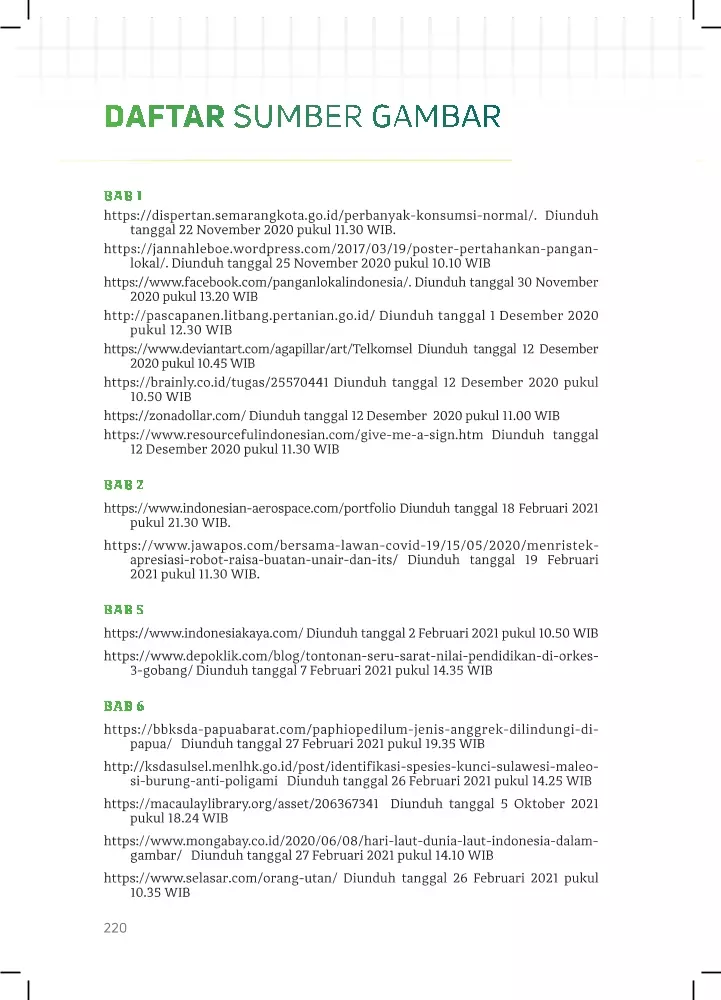 DAFTAR SUMBER GAMBAR
BAB 1
https://dispertan.semarangkota.go.id/perbanyak-konsumsi-normal/. Diunduh
tanggal 22 November 2020 pukul 11.30 WIB.
https://jannahleboe.wordpress.com/2017/03/19/poster-pertahankan-pangan-
lokal/. Diunduh tanggal 25 November 2020 pukul 10.10 WIB
https://www.facebook.com/panganlokalindonesia/. Diunduh tanggal 30 November
2020 pukul 13.20 WIB
http://pascapanen.litbang.pertanian.go.id/ Diunduh tanggal 1 Desember 2020
pukul 12.30 WIB
https://www.deviantart.com/agapillar/art/Telkomsel Diunduh tanggal 12 Desember
2020 pukul 10.45 WIB
https://brainly.co.id/tugas/25570441 Diunduh tanggal 12 Desember 2020 pukul
10.50 WIB
https://zonadollar.com/ Diunduh tanggal 12 Desember 2020 pukul 11.00 WIB
https://www.resourcefulindonesian.com/give-me-a-sign.htm Diunduh tanggal
12 Desember 2020 pukul 11.30 WIB
BAB 2
https://www.indonesian-aerospace.com/portfolio Diunduh tanggal 18 Februari 2021
pukul 21.30 WIB.
https://www.jawapos.com/bersama-lawan-covid-19/15/05/2020/menristek-
apresiasi-robot-raisa-buatan-unair-dan-its/ Diunduh tanggal 19 Februari
2021 pukul 11.30 WIB.
BAB 5
https://www.indonesiakaya.com/ Diunduh tanggal 2 Februari 2021 pukul 10.50 WIB
https://www.depoklik.com/blog/tontonan-seru-sarat-nilai-pendidikan-di-orkes-
3-gobang/ Diunduh tanggal 7 Februari 2021 pukul 14.35 WIB
BAB 6
https://bbksda-papuabarat.com/paphiopedilum-jenis-anggrek-dilindungi-di-
papua/ Diunduh tanggal 27 Februari 2021 pukul 19.35 WIB
http://ksdasulsel.menlhk.go.id/post/identifikasi-spesies-kunci-sulawesi-maleo-
si-burung-anti-poligami Diunduh tanggal 26 Februari 2021 pukul 14.25 WIB
https://macaulaylibrary.org/asset/206367341 Diunduh tanggal 5 Oktober 2021
pukul 18.24 WIB
https://www.mongabay.co.id/2020/06/08/hari-laut-dunia-laut-indonesia-dalam-
gambar/ Diunduh tanggal 27 Februari 2021 pukul 14.10 WIB
https://www.selasar.com/orang-utan/ Diunduh tanggal 26 Februari 2021 pukul
10.35 WIB
220